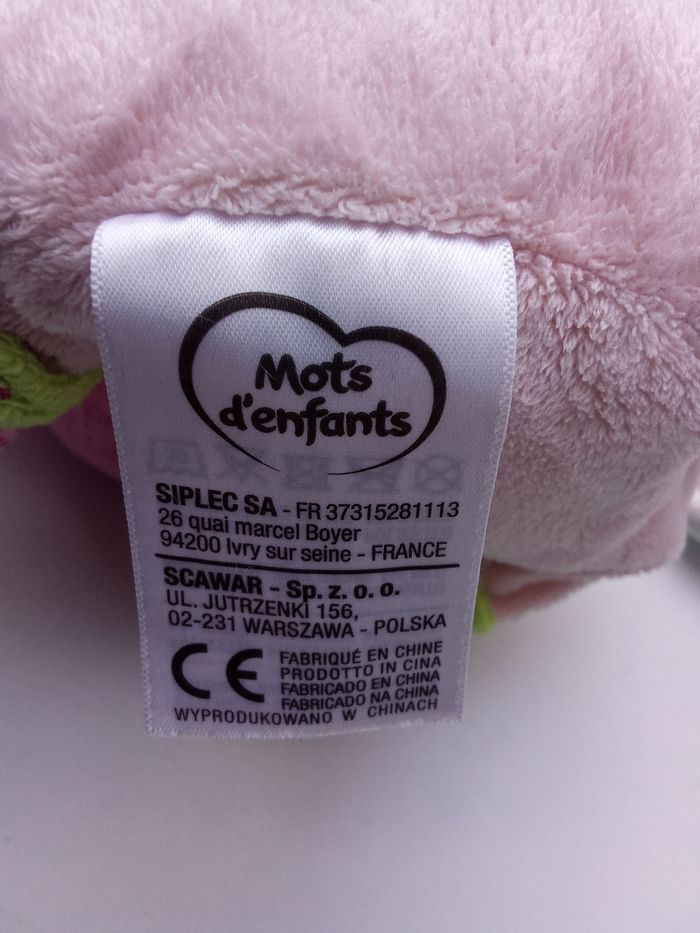 Mots
d'enfants
SIPLEC SA - FR 37315281113
26 quai marcel Boyer
94200 Ivry sur seine - FRANCE
SCAWAR - Sp. z. o. o.
UL. JUTRZENKI 156,
02-231 WARSZAWA - POLSKA
CE
FABRIQUÉ EN CHINE
PRODOTTO IN CINA
FABRICADO EN CHINA
FABRICADO NA CHINA
WYPRODUKOWANO W CHINACH